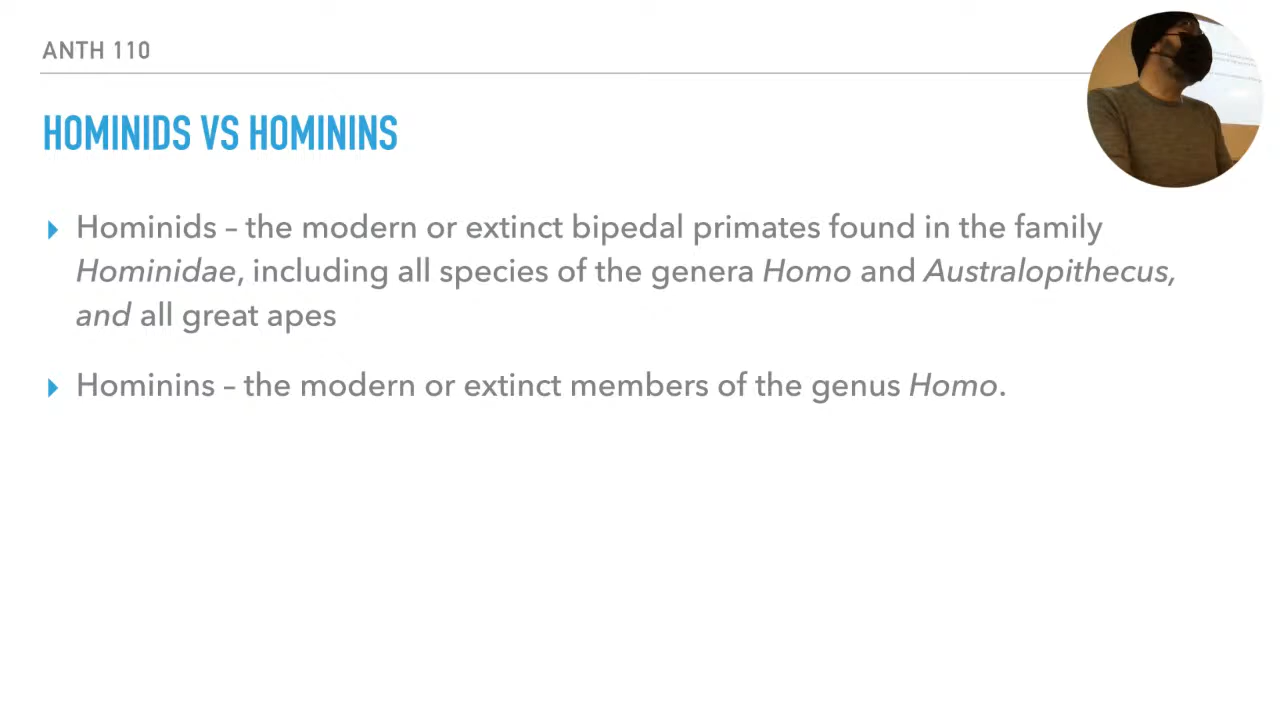 ANTH 110
HOMINIDS VS HOMININS
Hominids – the modern or extinct bipedal primates found in the family
Hominidae, including all species of the genera Homo and Australopithecus,
and all great apes
Hominins – the modern or extinct members of the genus Homo.